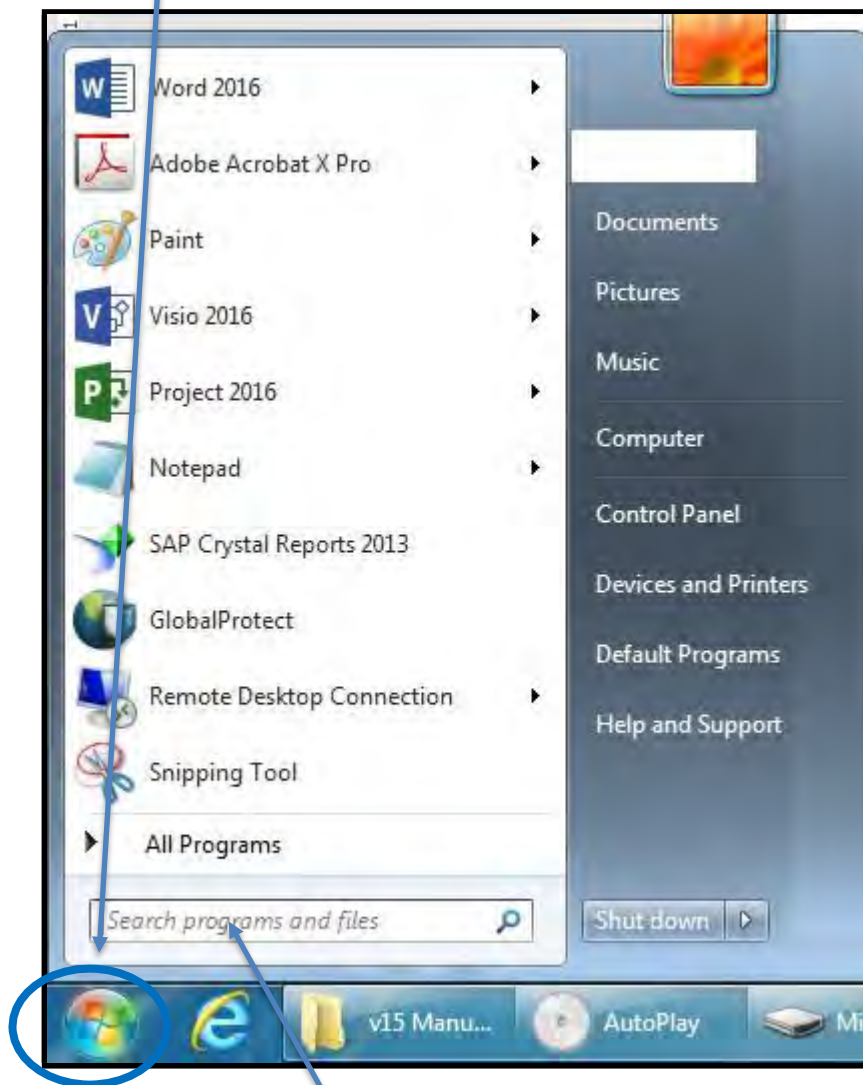 Word 2016
Adobe Acrobat X Pro
Paint
Visio 2016
Project 2016
Notepad
SAP Crystal Reports 2013
GlobalProtect
Remote Desktop Connection
Snipping Tool
All Programs
Search programs and files
Documents
Pictures
Music
Computer
Control Panel
Devices and Printers
Default Programs
Help and Support
Shut down
v15 Manu...
AutoPlay
Mi